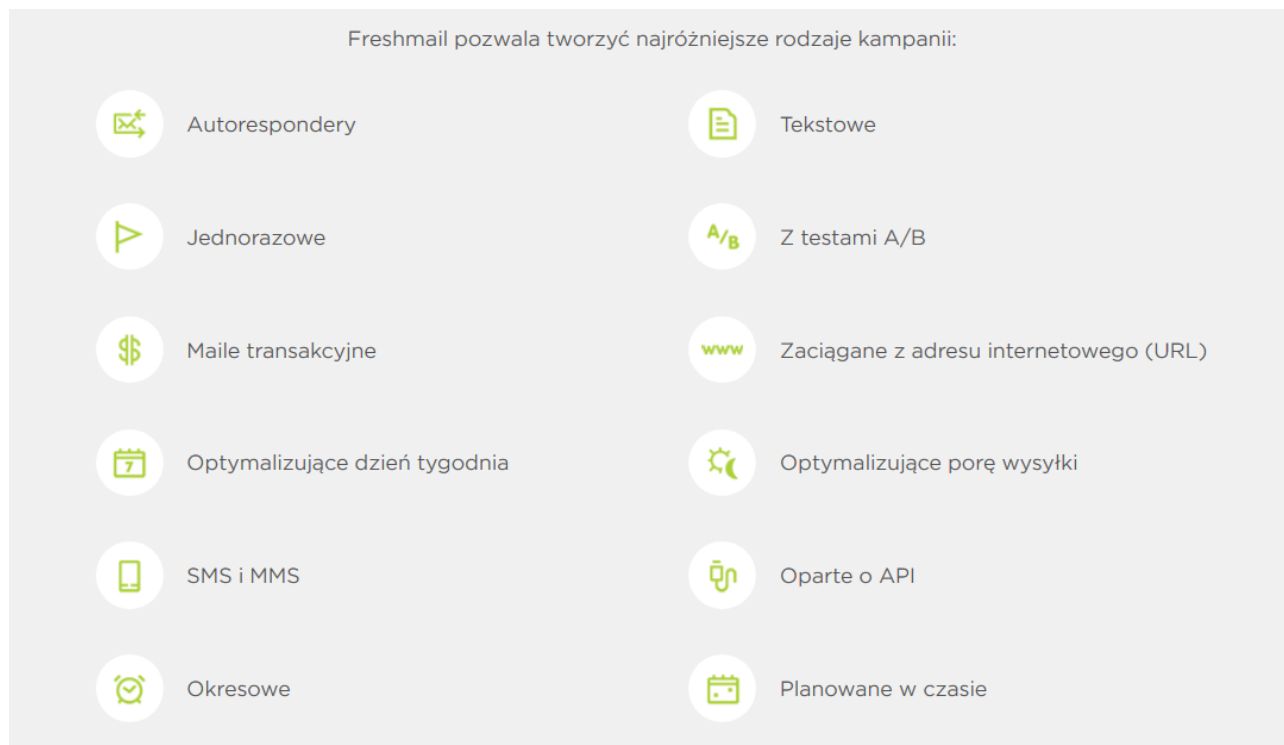 Freshmail pozwala tworzyć najróżniejsze rodzaje kampanii:
Autorespondery
Tekstowe
Jednorazowe
A/B
Z testami A/B
Maile transakcyjne
www
Zaciągane z adresu internetowego (URL)
7
Optymalizujące dzień tygodnia
Optymalizujące porę wysyłki
SMS i MMS
Oparte o API
Okresowe
Planowane w czasie